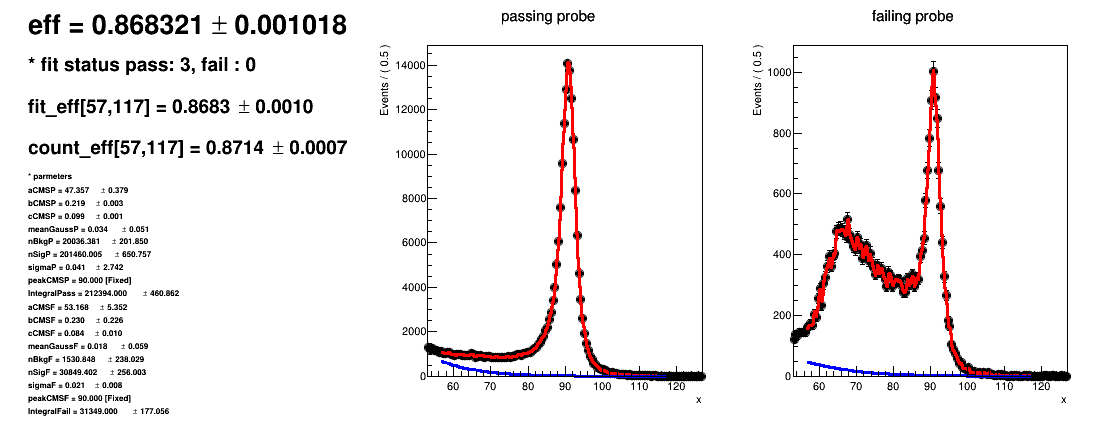 eff = 0.868321 ± 0.001018
* fit status pass: 3, fail : 0
fit_eff[57,117] = 0.8683 ± 0.0010
count_eff[57,117] = 0.8714 ± 0.0007
* parmeters
aCMSP = 47.357 ± 0.379
bCMSP = 0.219 ± 0.003
cCMSP = 0.099 ± 0.001
meanGaussP = 0.034 ± 0.051
nBkgP = 20036.381 ± 201.850
nSigP = 201460.005 ± 650.757
sigmaP = 0.041 ± 2.742
peakCMSP = 90.000 [Fixed]
IntegralPass = 212394.000 ± 460.862
aCMSF = 53.168 ± 5.352
bCMSF = 0.230 ± 0.226
cCMSF = 0.084 ± 0.010
meanGaussF = 0.018 ± 0.059
nBkgF = 1530.848 ± 238.029
nSigF = 30849.402 ± 256.003
sigmaF = 0.021 ± 0.008
peakCMSF = 90.000 [Fixed]
IntegralFail = 31349.000 ± 177.056
passing probe
Events / ( 0.5 )
14000
12000
10000
8000
6000
4000
2000
0
60 70 80 90 100 110 120
x
failing probe
Events / ( 0.5 )
1000
800
600
400
200
0
60 70 80 90 100 110 120
x